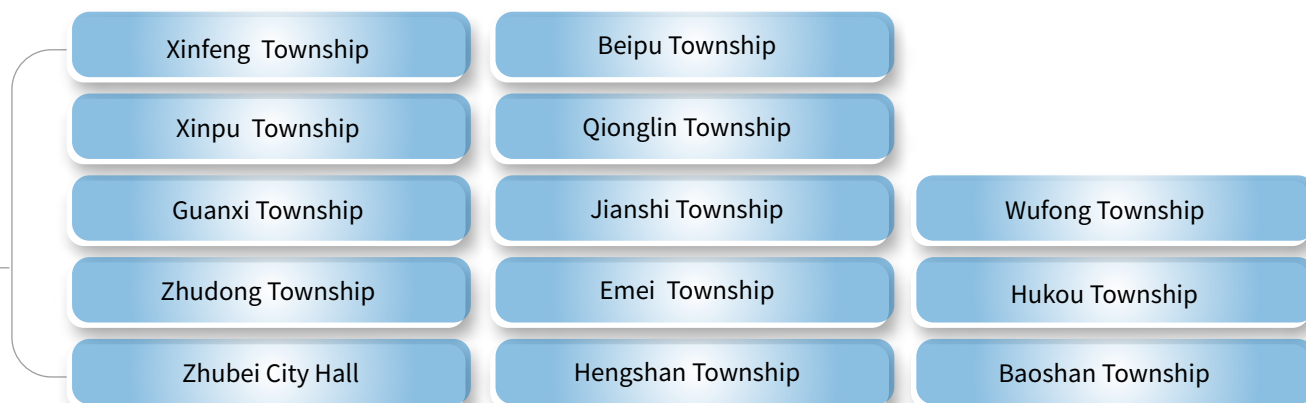 Xinfeng  Township
Beipu Township
Xinpu  Township
Qionglin Township
Guanxi Township
Jianshi Township
Wufong Township
Zhudong Township
Emei  Township
Hukou Township
Zhubei City Hall
Hengshan Township
Baoshan Township